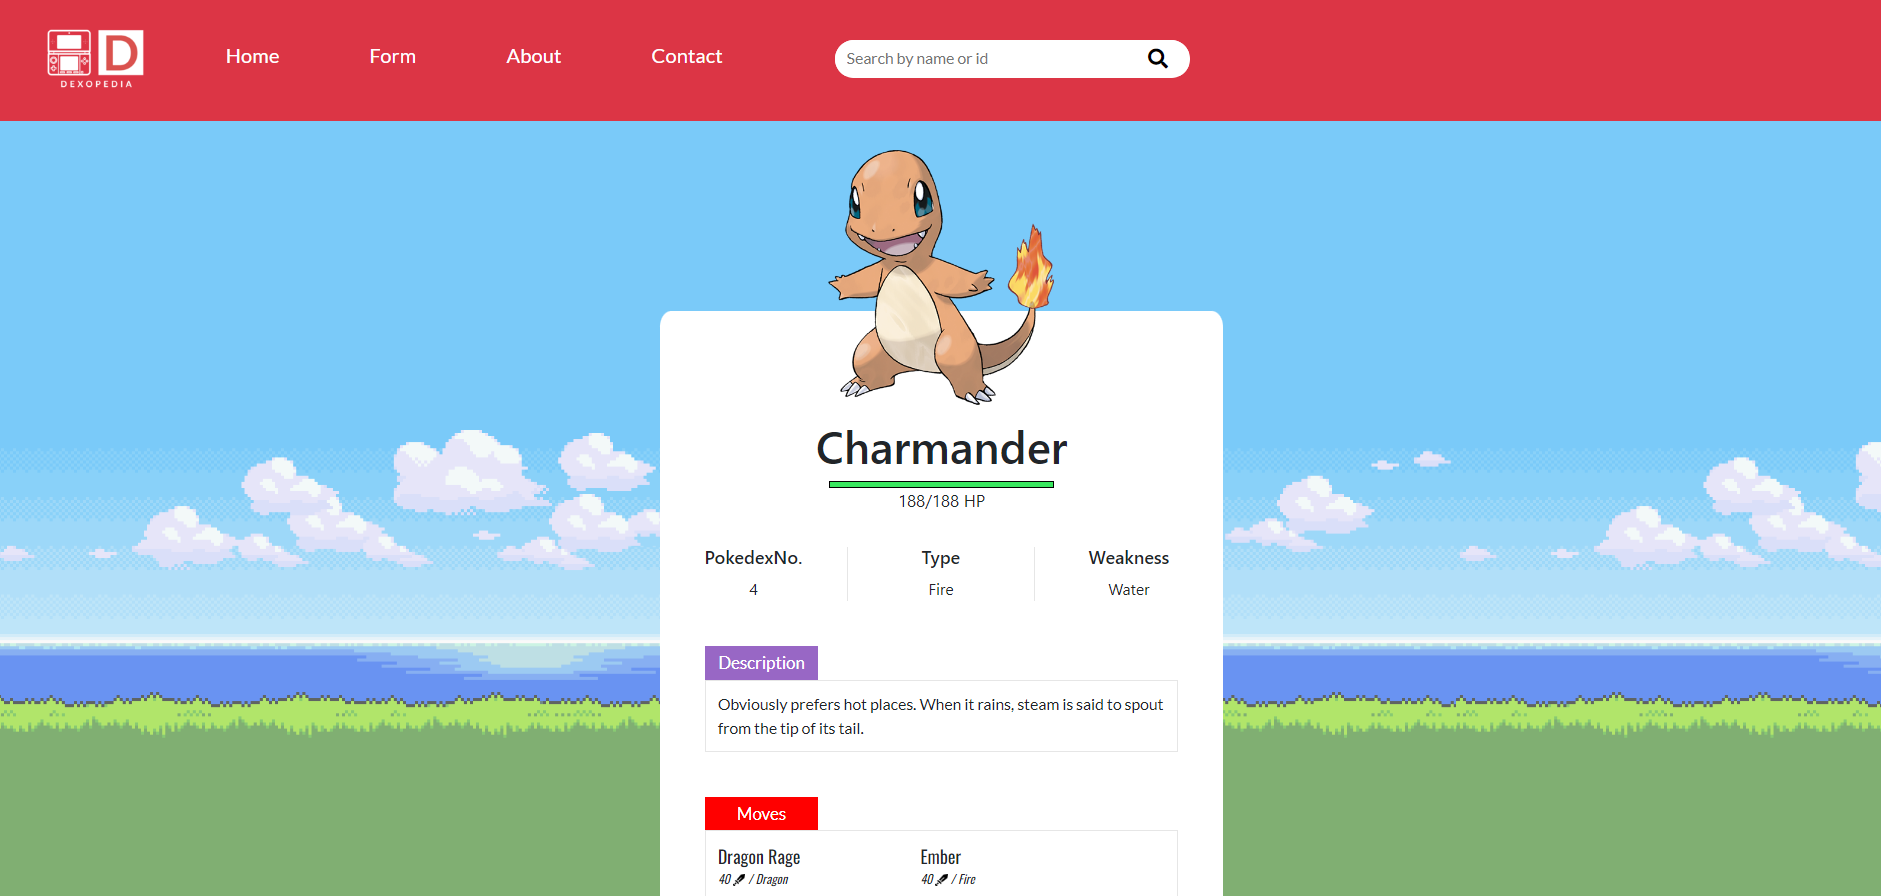 D
DEXOPEDIA
Home
Form
About
Contact
Search by name or id
Charmander
188/188 HP
PokedexNo.
4
Type
Fire
Weakness
Water
Description
Obviously prefers hot places. When it rains, steam is said to spout
from the tip of its tail.
Moves
Dragon Rage
40 / Dragon
Ember
40 / Fire